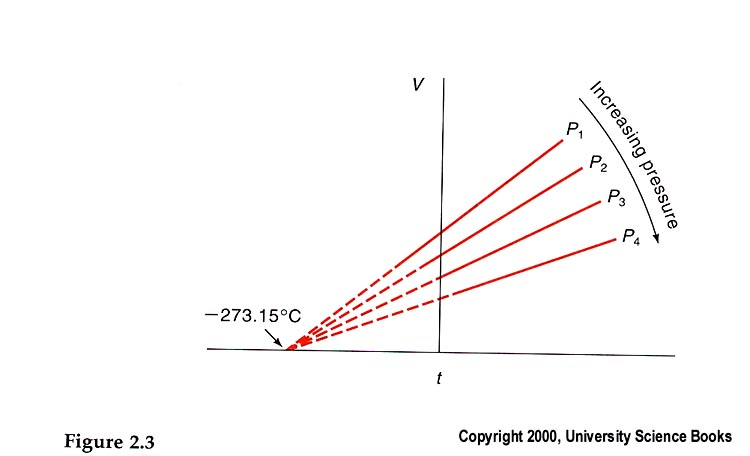 V
Increasing pressure
P1
P2
P3
P4
−273.15°C
t
Figure 2.3
Copyright 2000, University Science Books